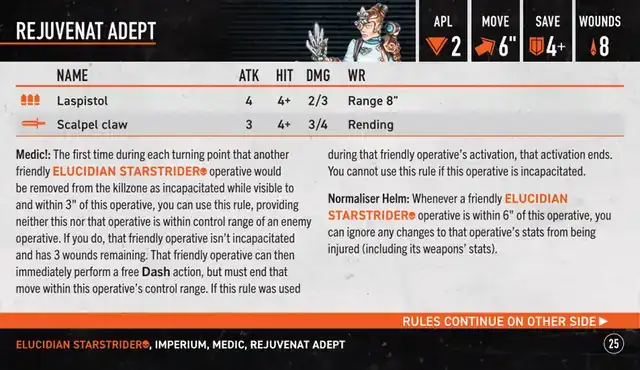 REJUVENAT ADEPT
APL
2
MOVE
6"
SAVE
4+
WOUNDS
8
NAME ATK HIT DMG WR
Laspistol 4 4+ 2/3 Range 8"
Scalpel claw 3 4+ 3/4 Rending
Medic!: The first time during each turning point that another
friendly ELUCIDIAN STARSTRIDER operative would
be removed from the killzone as incapacitated while visible to
and within 3" of this operative, you can use this rule, providing
neither this nor that operative is within control range of an enemy
operative. If you do, that friendly operative isn't incapacitated
and has 3 wounds remaining. That friendly operative can then
immediately perform a free Dash action, but must end that
move within this operative's control range. If this rule was used
during that friendly operative's activation, that activation ends.
You cannot use this rule if this operative is incapacitated.
Normaliser Helm: Whenever a friendly ELUCIDIAN
STARSTRIDER operative is within 6" of this operative, you
can ignore any changes to that operative's stats from being
injured (including its weapons' stats).
RULES CONTINUE ON OTHER SIDE ▶
ELUCIDIAN STARSTRIDER, IMPERIUM, MEDIC, REJUVENAT ADEPT
25